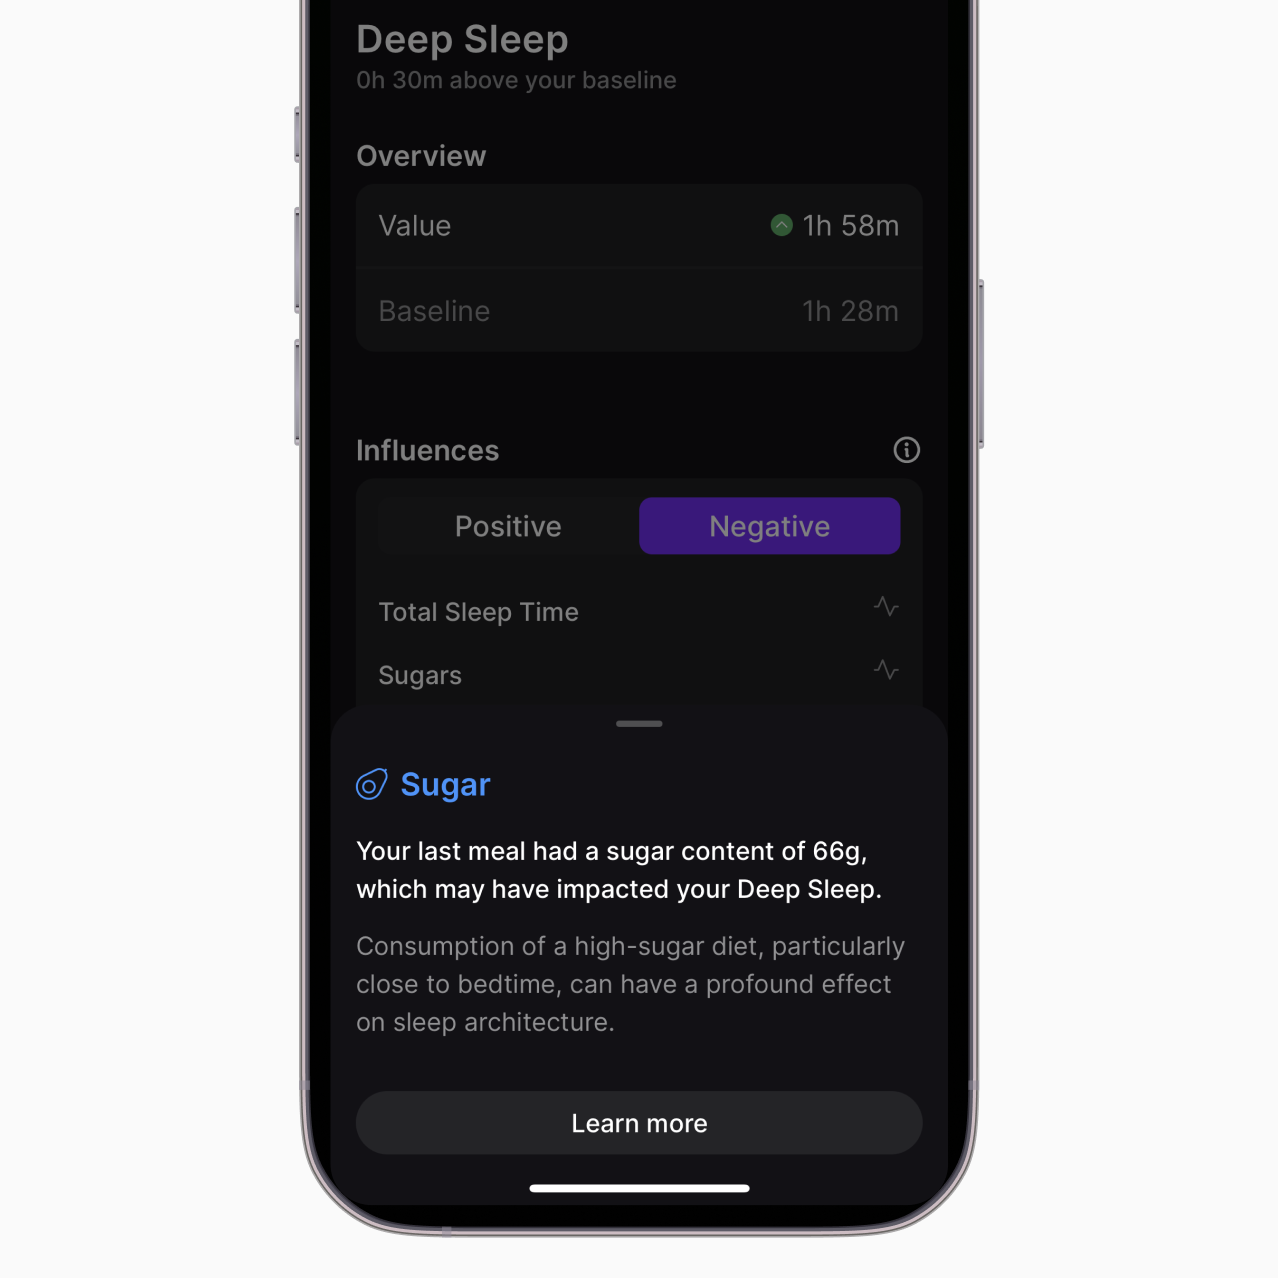 Deep Sleep
0h 30m above your baseline
Overview
Value 1h 58m
Baseline 1h 28m
Influences
Positive Negative
Total Sleep Time
Sugars
Sugar
Your last meal had a sugar content of 66g,
which may have impacted your Deep Sleep.
Consumption of a high-sugar diet, particularly
close to bedtime, can have a profound effect
on sleep architecture.
Learn more